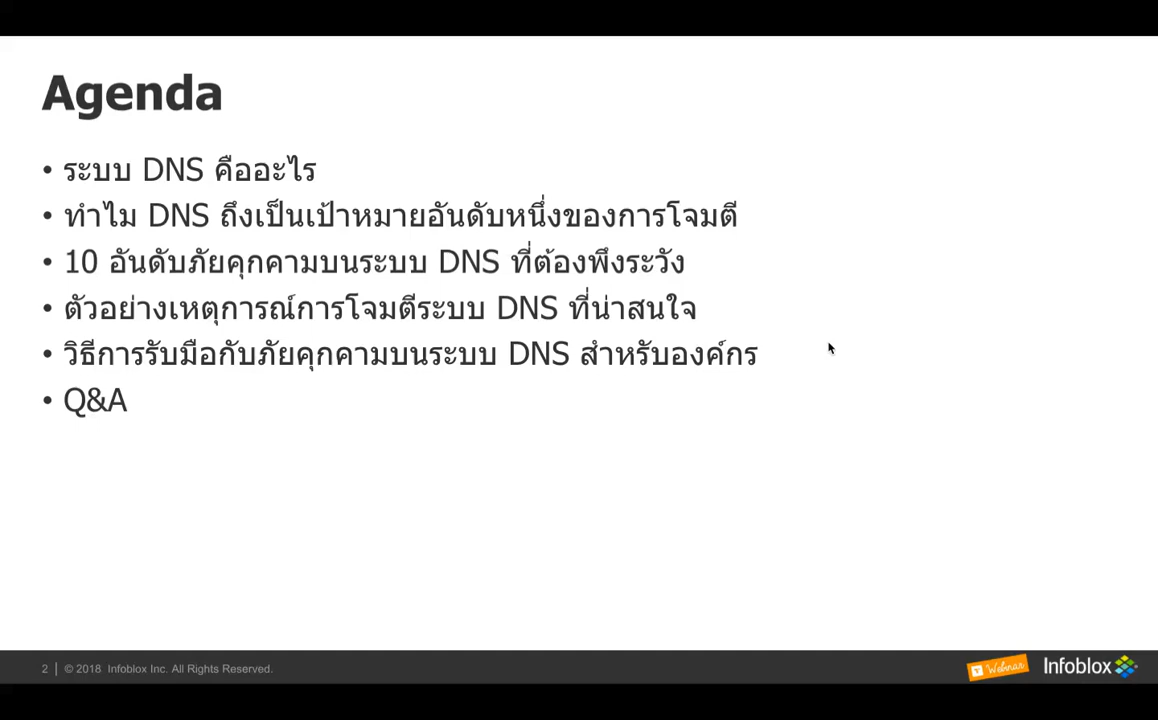 Agenda
• ระบบ DNS คืออะไร
• ทำไม DNS ถึงเป็นเป้าหมายอันดับหนึ่งของการโจมตี
• 10 อันดับภัยคุกคามบนระบบ DNS ที่ต้องพึงระวัง
• ตัวอย่างเหตุการณ์การโจมตีระบบ DNS ที่น่าสนใจ
• วิธีการรับมือกับภัยคุกคามบนระบบ DNS สำหรับองค์กร
• Q&A
2 | © 2018 Infoblox Inc. All Rights Reserved.
Webinar
Infoblox